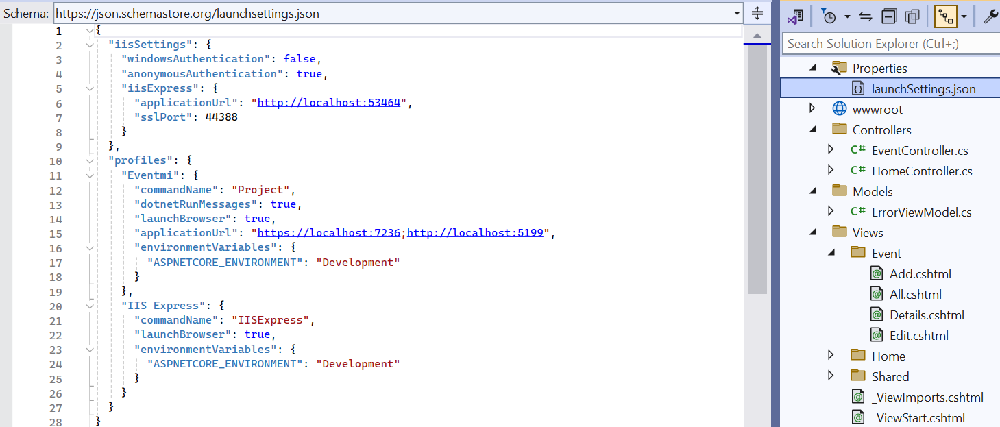 Schema: https://json.schemastore.org/launchsettings.json
1 {
2 "iisSettings": {
3 "windowsAuthentication": false,
4 "anonymousAuthentication": true,
5 "iisExpress": {
6 "applicationUrl": "http://localhost:53464",
7 "sslPort": 44388
8 }
9 },
10 "profiles": {
11 "Eventmi": {
12 "commandName": "Project",
13 "dotnetRunMessages": true,
14 "launchBrowser": true,
15 "applicationUrl": "https://localhost:7236;http://localhost:5199",
16 "environmentVariables": {
17 "ASPNETCORE_ENVIRONMENT": "Development"
18 }
19 },
20 "IIS Express": {
21 "commandName": "IISExpress",
22 "launchBrowser": true,
23 "environmentVariables": {
24 "ASPNETCORE_ENVIRONMENT": "Development"
25 }
26 }
27 }
28 }
Search Solution Explorer (Ctrl+;)
Properties
{} launchSettings.json
wwwroot
Controllers
C# EventController.cs
C# HomeController.cs
Models
C# ErrorViewModel.cs
Views
Event
@ Add.cshtml
@ All.cshtml
@ Details.cshtml
@ Edit.cshtml
Home
Shared
@ _ViewImports.cshtml
@ _ViewStart.cshtml